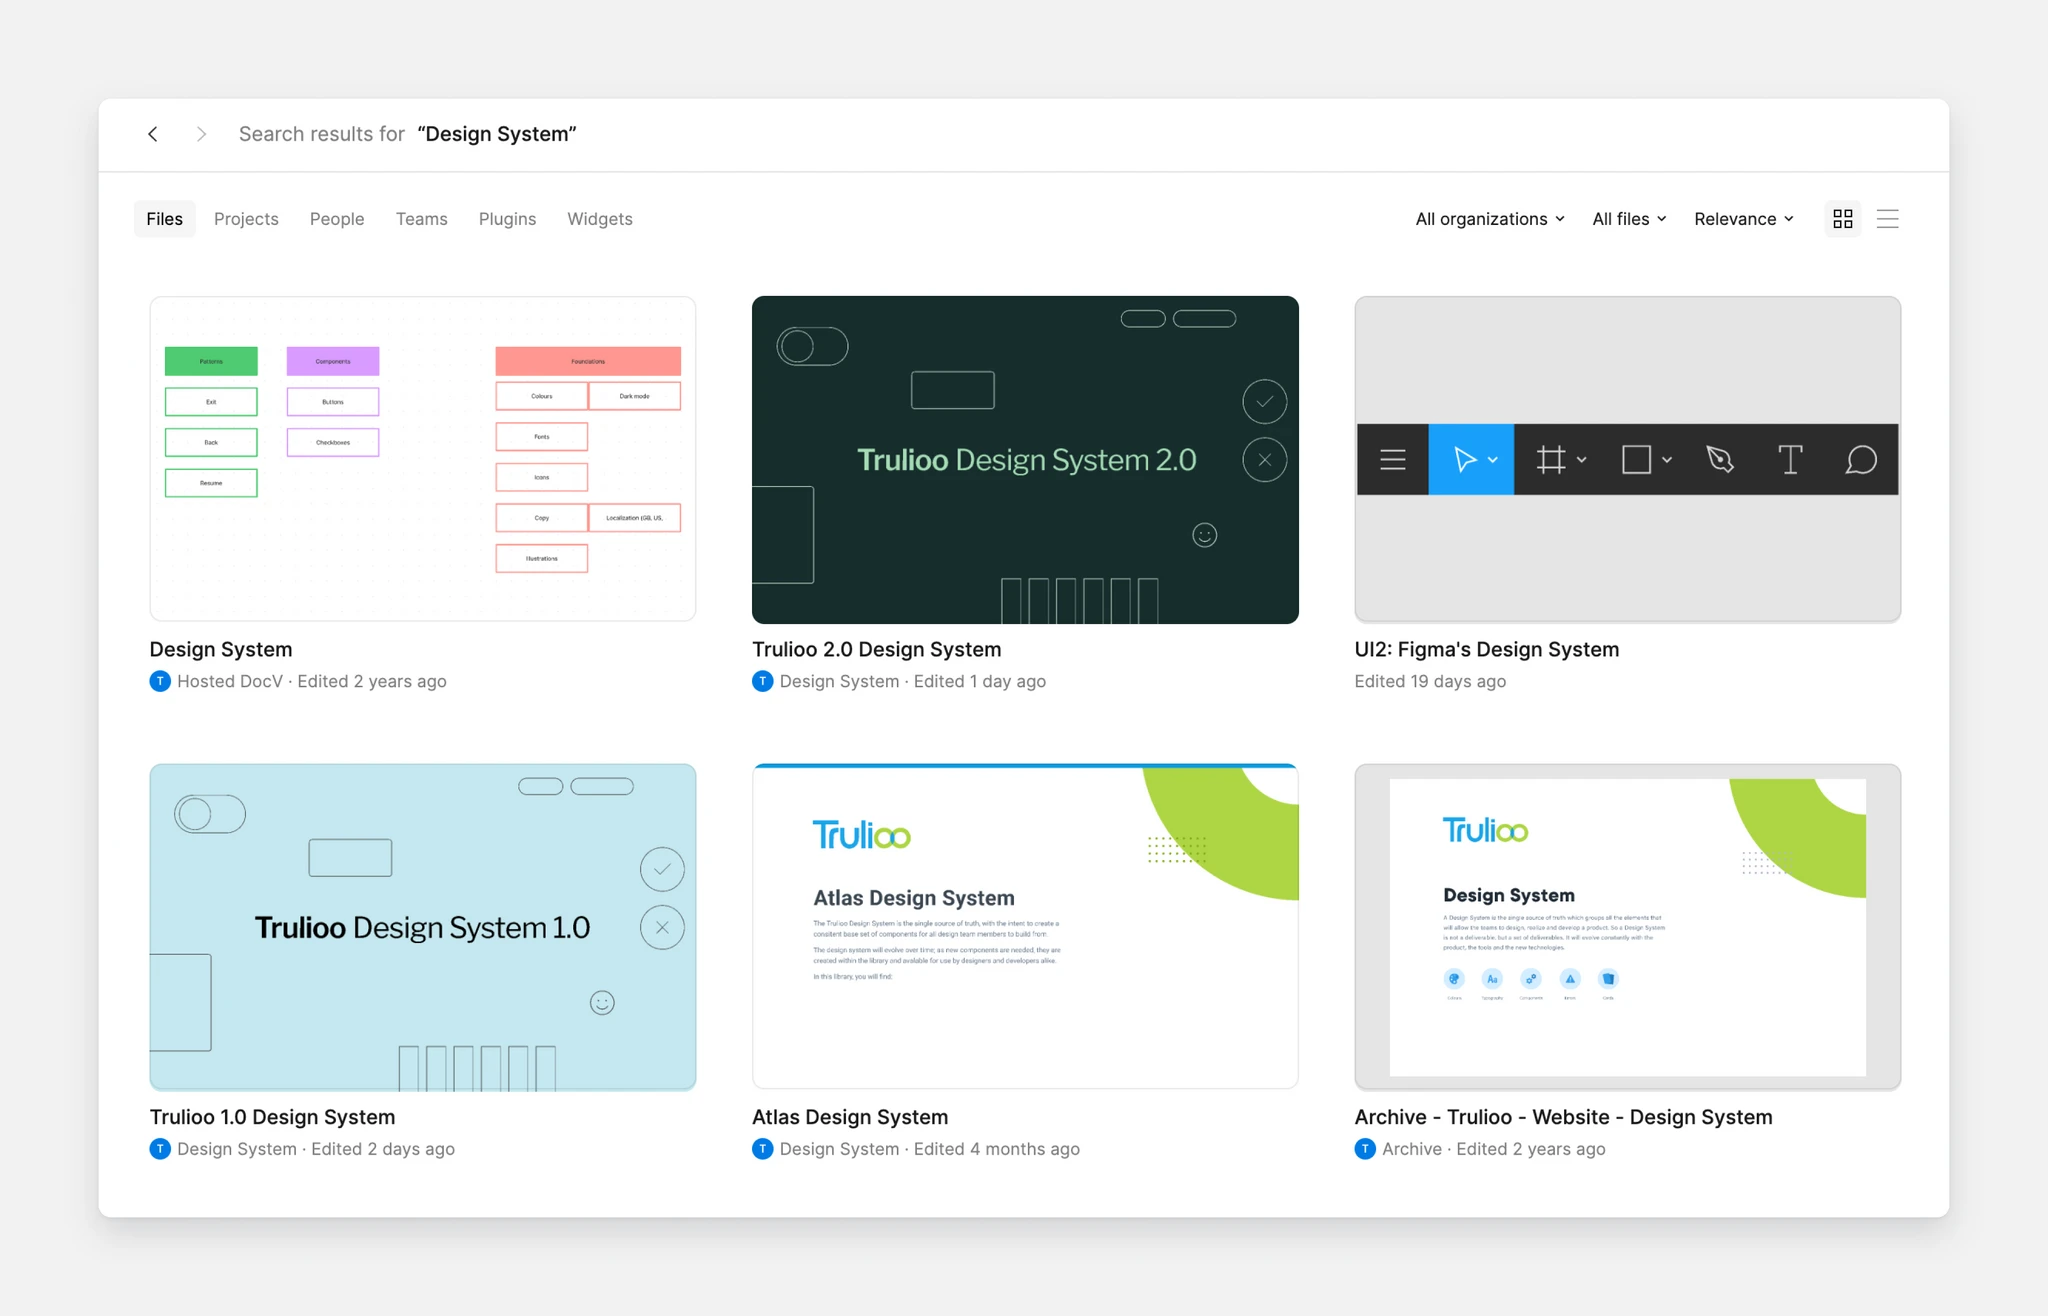 Search results for “Design System”
Files Projects People Teams Plugins Widgets
All organizations All files Relevance
Patterns Components Foundations
Exit Buttons Colours Dark mode
Back Checkboxes Fonts
Resume Icons
Copy Localization (GB, US,
Illustrations
Design System
T Hosted DocV · Edited 2 years ago
Trulioo Design System 2.0
Trulioo 2.0 Design System
T Design System · Edited 1 day ago
T
UI2: Figma's Design System
Edited 19 days ago
Trulioo Design System 1.0
Trulioo 1.0 Design System
T Design System · Edited 2 days ago
Trulioo
Atlas Design System
The Trulioo Design System is the single source of truth, with the intent to create a
consitent base set of components for all design team members to build from
The design system will evolve over time; as new components are needed, they are
created within the library and available for use by designers and developers alike.
In this library, you will find:
Atlas Design System
T Design System · Edited 4 months ago
Trulioo
Design System
A Design System is the single source of truth which groups all the elements that
will allow the teams to design, realize and develop a product. So a Design System
is not a deliverable, but a set of deliverables. It will evolve constantly with the
product, the tools and the new technologies.
Aa
Colours Typography Components
Archive - Trulioo - Website - Design System
T Archive · Edited 2 years ago